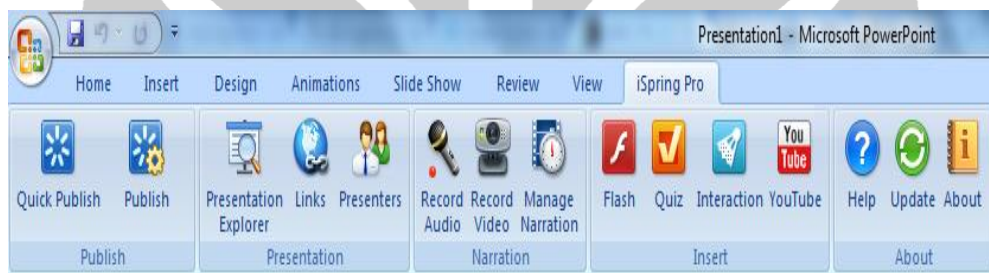 Presentation1 - Microsoft PowerPoint
Home Insert Design Animations Slide Show Review View iSpring Pro
You
Tube
Quick Publish Publish Presentation Explorer Links Presenters Record Audio Record Video Manage Narration Flash Quiz Interaction YouTube Help Update About
Publish Presentation Narration Insert About